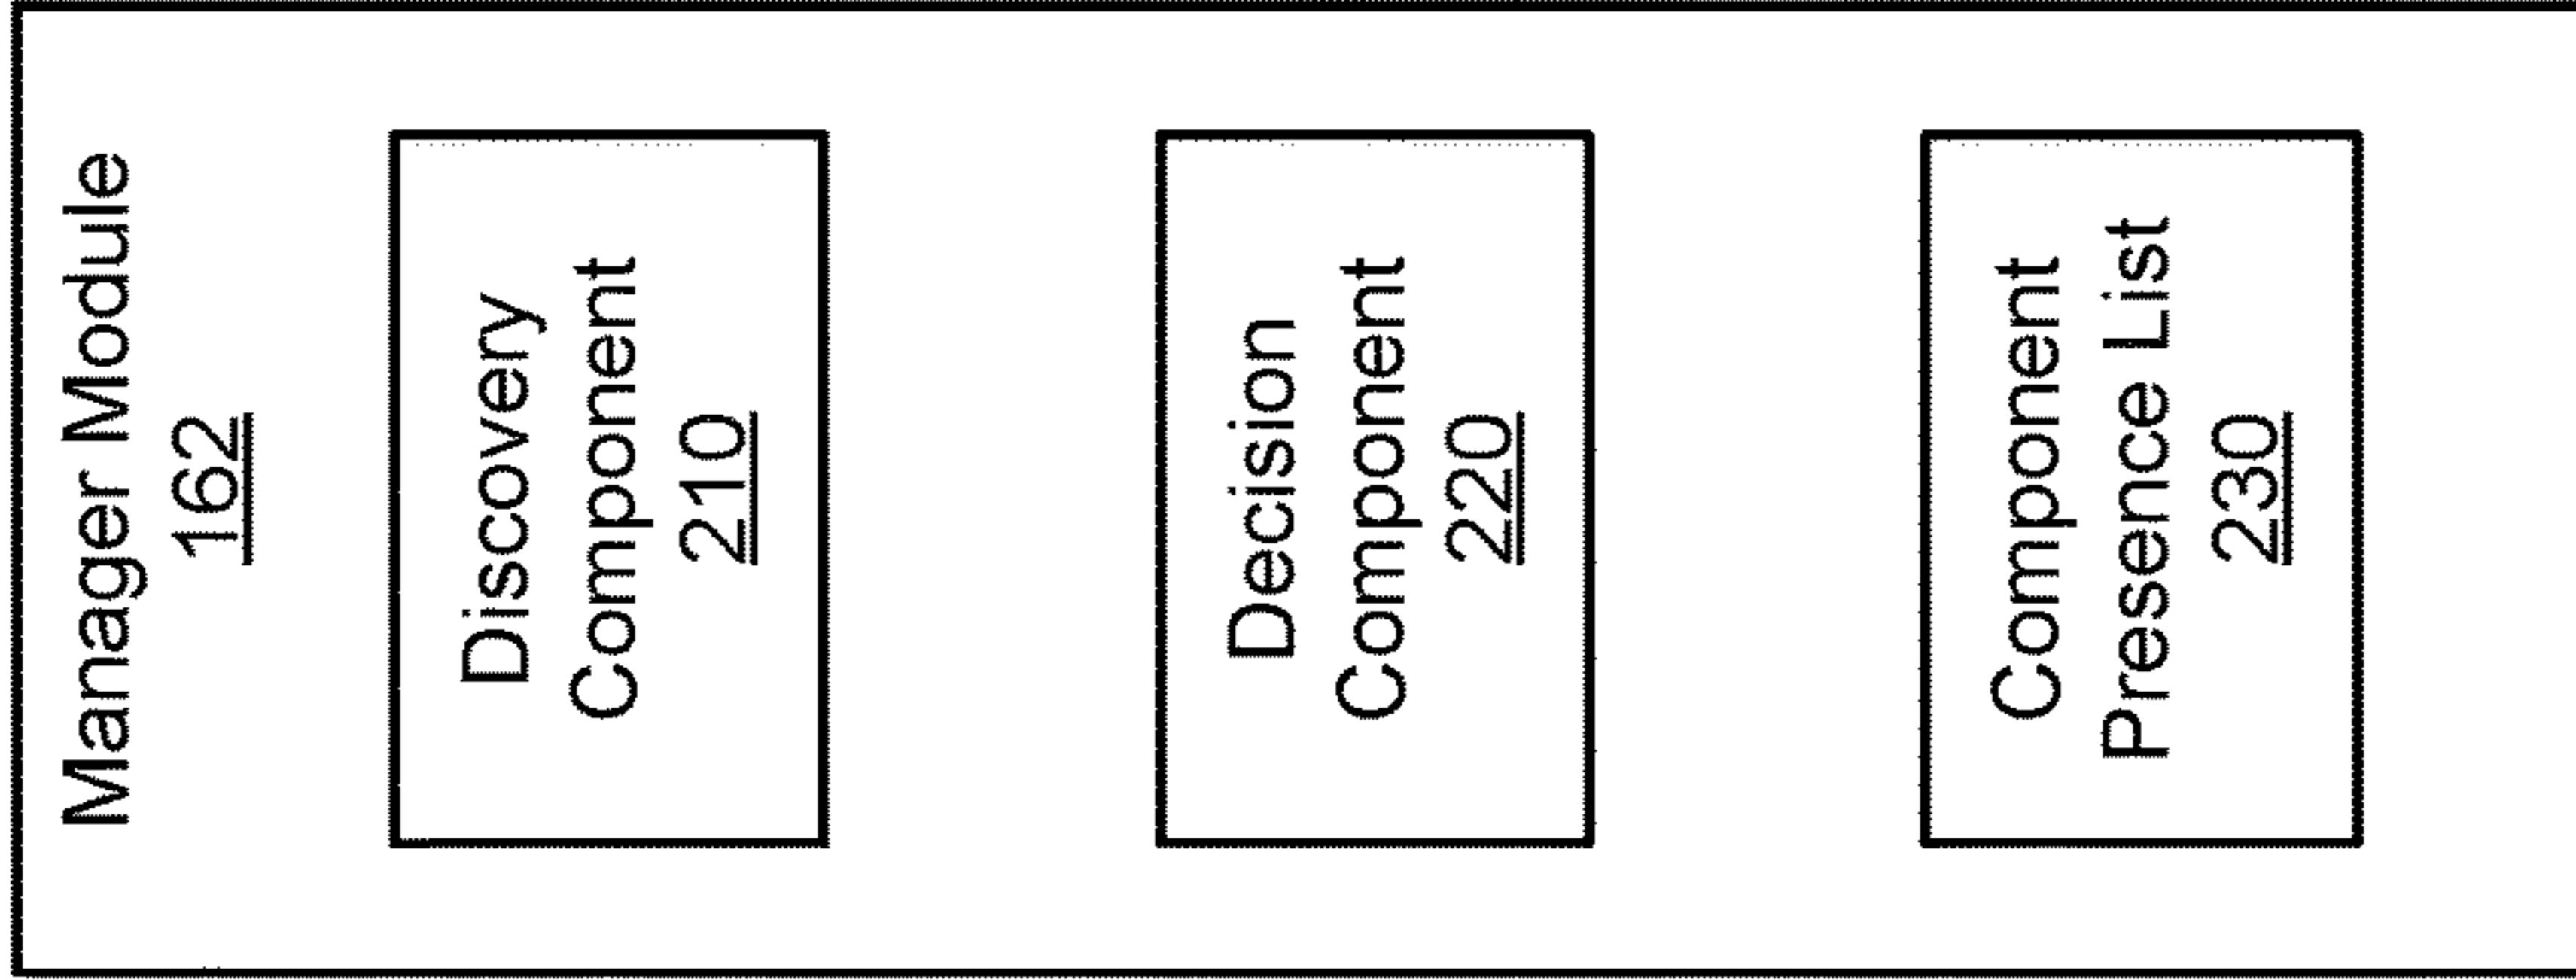 Manager Module
162
Discovery
Component
210
Decision
Component
220
Component
Presence List
230